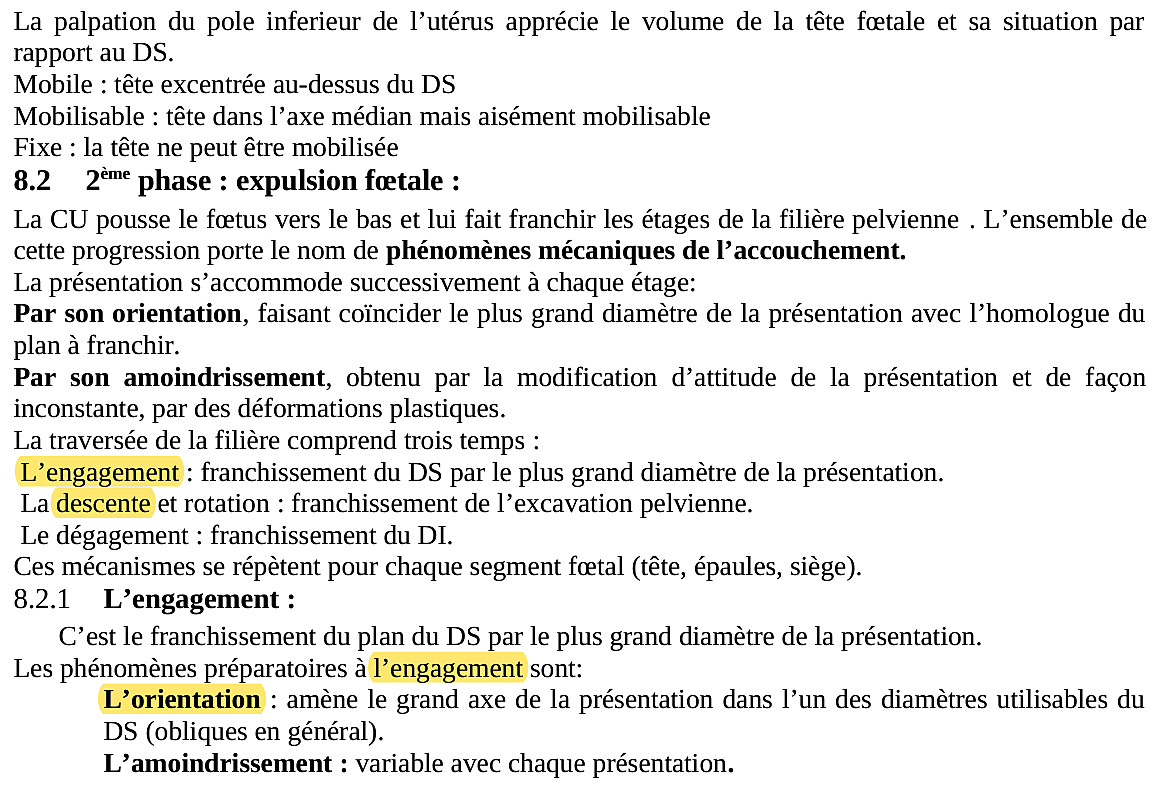 La palpation du pole inferieur de l’utérus apprécie le volume de la tête fœtale et sa situation par
rapport au DS.
Mobile : tête excentrée au-dessus du DS
Mobilisable : tête dans l’axe médian mais aisément mobilisable
Fixe : la tête ne peut être mobilisée
8.2 2ème phase : expulsion fœtale :
La CU pousse le fœtus vers le bas et lui fait franchir les étages de la filière pelvienne . L’ensemble de
cette progression porte le nom de phénomènes mécaniques de l’accouchement.
La présentation s’accommode successivement à chaque étage:
Par son orientation, faisant coïncider le plus grand diamètre de la présentation avec l’homologue du
plan à franchir.
Par son amoindrissement, obtenu par la modification d’attitude de la présentation et de façon
inconstante, par des déformations plastiques.
La traversée de la filière comprend trois temps :
L’engagement : franchissement du DS par le plus grand diamètre de la présentation.
La descente et rotation : franchissement de l’excavation pelvienne.
Le dégagement : franchissement du DI.
Ces mécanismes se répètent pour chaque segment fœtal (tête, épaules, siège).
8.2.1 L’engagement :
C’est le franchissement du plan du DS par le plus grand diamètre de la présentation.
Les phénomènes préparatoires à l’engagement sont:
L’orientation : amène le grand axe de la présentation dans l’un des diamètres utilisables du
DS (obliques en général).
L’amoindrissement : variable avec chaque présentation.